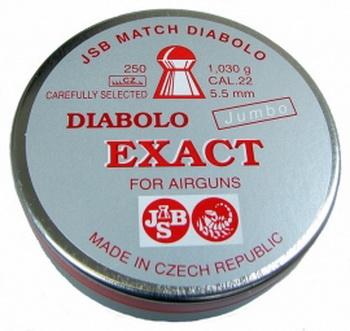 JSB MATCH DIABOLO
250 1,030 g
CZ. CAL.22
CAREFULLY SELECTED 5.5 mm
DIABOLO Jumbo
EXACT
FOR AIRGUNS
JSB
MADE IN CZECH REPUBLIC